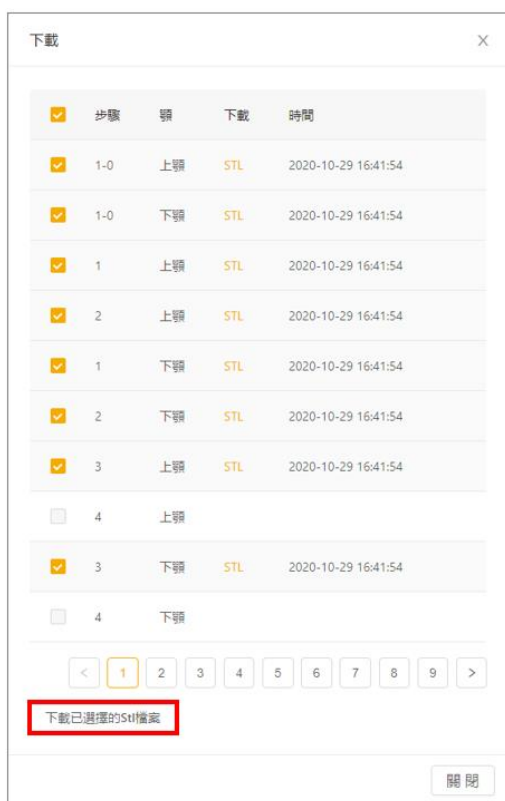 下載
步驟 顎 下載 時間
1-0 上顎 STL 2020-10-29 16:41:54
1-0 下顎 STL 2020-10-29 16:41:54
1 上顎 STL 2020-10-29 16:41:54
2 上顎 STL 2020-10-29 16:41:54
1 下顎 STL 2020-10-29 16:41:54
2 下顎 STL 2020-10-29 16:41:54
3 上顎 STL 2020-10-29 16:41:54
4 上顎
3 下顎 STL 2020-10-29 16:41:54
4 下顎
< 1 2 3 4 5 6 7 8 9 >
下載已選擇的Stl檔案
關閉